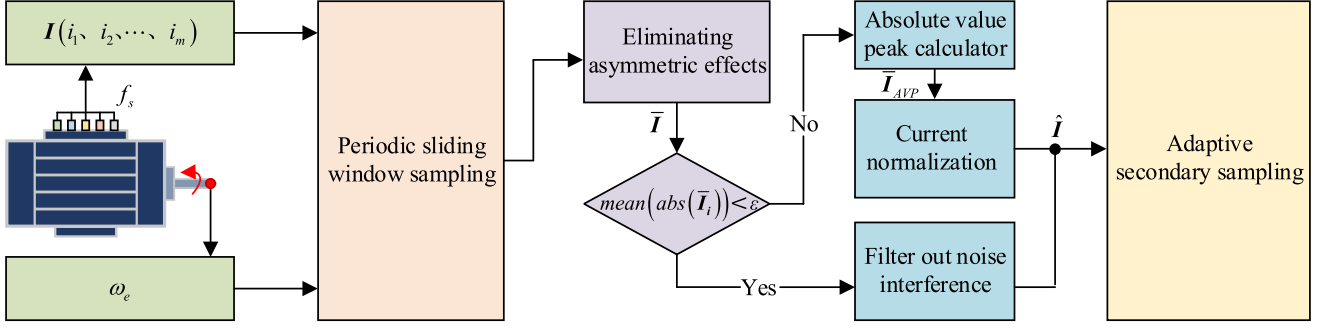 I(i₁、i₂、⋯、iₘ)
fₛ
ωₑ
Periodic sliding
window sampling
Eliminating
asymmetric effects
Ī
mean(abs(Īᵢ))<ε
No
Yes
Absolute value
peak calculator
Ī_AVP
Current
normalization
Filter out noise
interference
Î
Adaptive
secondary sampling